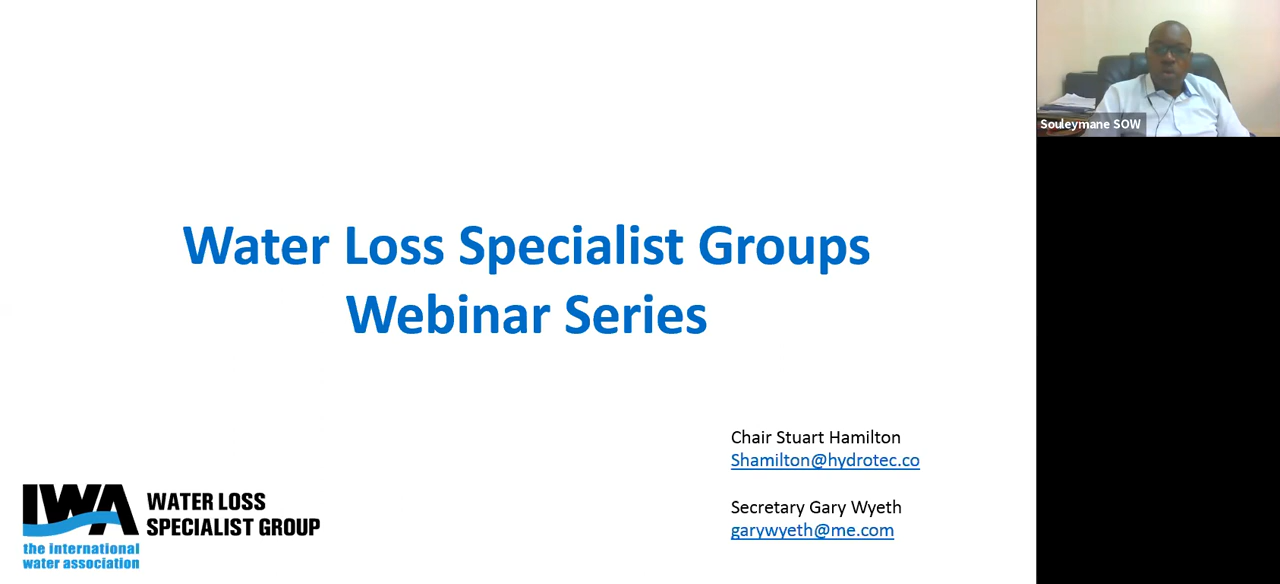 Souleymane SOW
Water Loss Specialist Groups
Webinar Series
Chair Stuart Hamilton
Shamilton@hydrotec.co
Secretary Gary Wyeth
garywyeth@me.com
IWA
WATER LOSS
SPECIALIST GROUP
the international
water association